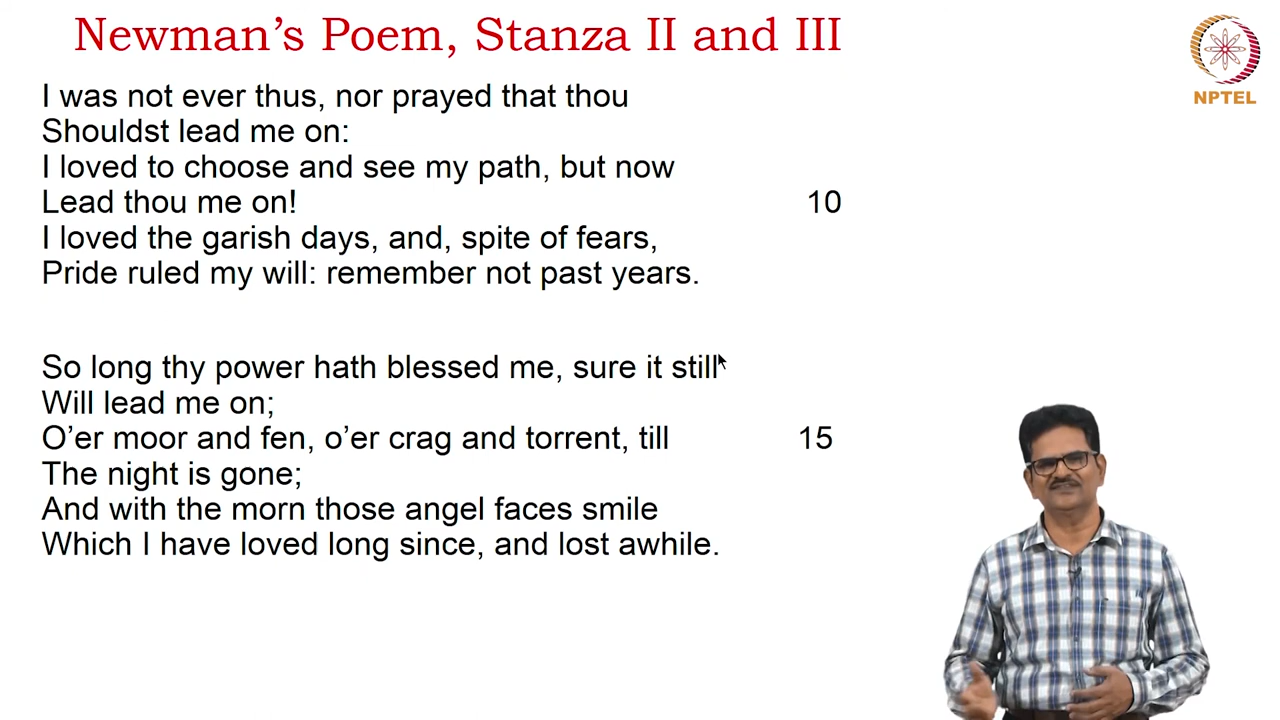 Newman's Poem, Stanza II and III
NPTEL
I was not ever thus, nor prayed that thou
Shouldst lead me on:
I loved to choose and see my path, but now
Lead thou me on! 10
I loved the garish days, and, spite of fears,
Pride ruled my will: remember not past years.
So long thy power hath blessed me, sure it still
Will lead me on;
O'er moor and fen, o'er crag and torrent, till 15
The night is gone;
And with the morn those angel faces smile
Which I have loved long since, and lost awhile.